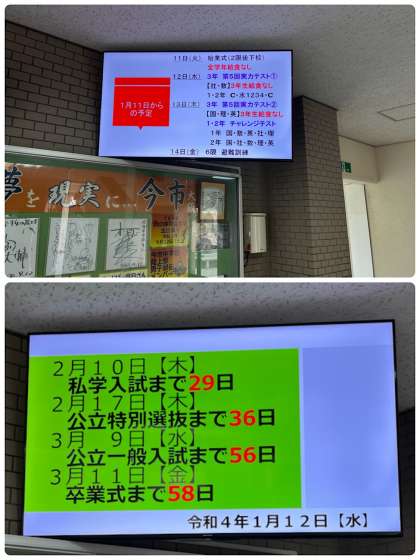 11日(火) 始業式(2限後下校)
全学年給食なし
12日(水) 3年 第5回実力テスト①
【社・数】3年生給食なし
1・2年 C・水1234・C
13日(木) 3年 第5回実力テスト②
【国・理・英】3年生給食なし
1・2年 チャレンジテスト
1年 国・数・英・社・理
2年 国・社・数・理・英
14日(金) 6限 避難訓練
1月11日から
の予定
夢を現実に…今市
2月10日【木】
私学入試まで29日
2月17日【木】
公立特別選抜まで36日
3月 9日【水】
公立一般入試まで56日
3月11日【金】
卒業式まで58日
令和4年1月12日【水】